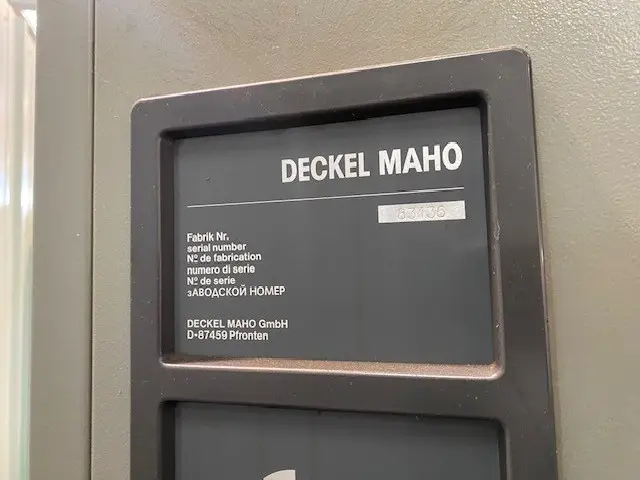 DECKEL MAHO
63136
Fabrik Nr.
serial number
Nº de fabrication
numero di serie
Nº de serie
зАВОДСКОЙ НОМЕР
DECKEL MAHO GmbH
D-87459 Pfronten